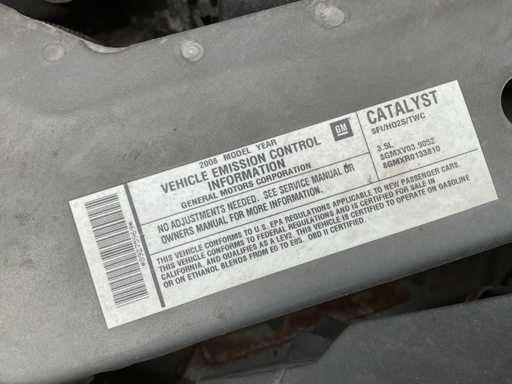 2008 MODEL YEAR
VEHICLE EMISSION CONTROL
INFORMATION
GENERAL MOTORS CORPORATION
GM
CATALYST
SFI/HO2S/TWC
NO ADJUSTMENTS NEEDED. SEE SERVICE MANUAL OR
OWNERS MANUAL FOR MORE INFORMATION.
3.5L
8GMXV03.9052
8GMXR0133810
THIS VEHICLE CONFORMS TO U.S. EPA REGULATIONS APPLICABLE TO NEW PASSENGER CARS.
THIS VEHICLE CONFORMS TO FEDERAL REGULATIONS AND IS CERTIFIED FOR SALE IN
CALIFORNIA, AND QUALIFIES AS A LEV2. THIS VEHICLE IS CERTIFIED TO OPERATE ON GASOLINE
OR ON ETHANOL BLENDS FROM E0 TO E85. OBD II CERTIFIED.